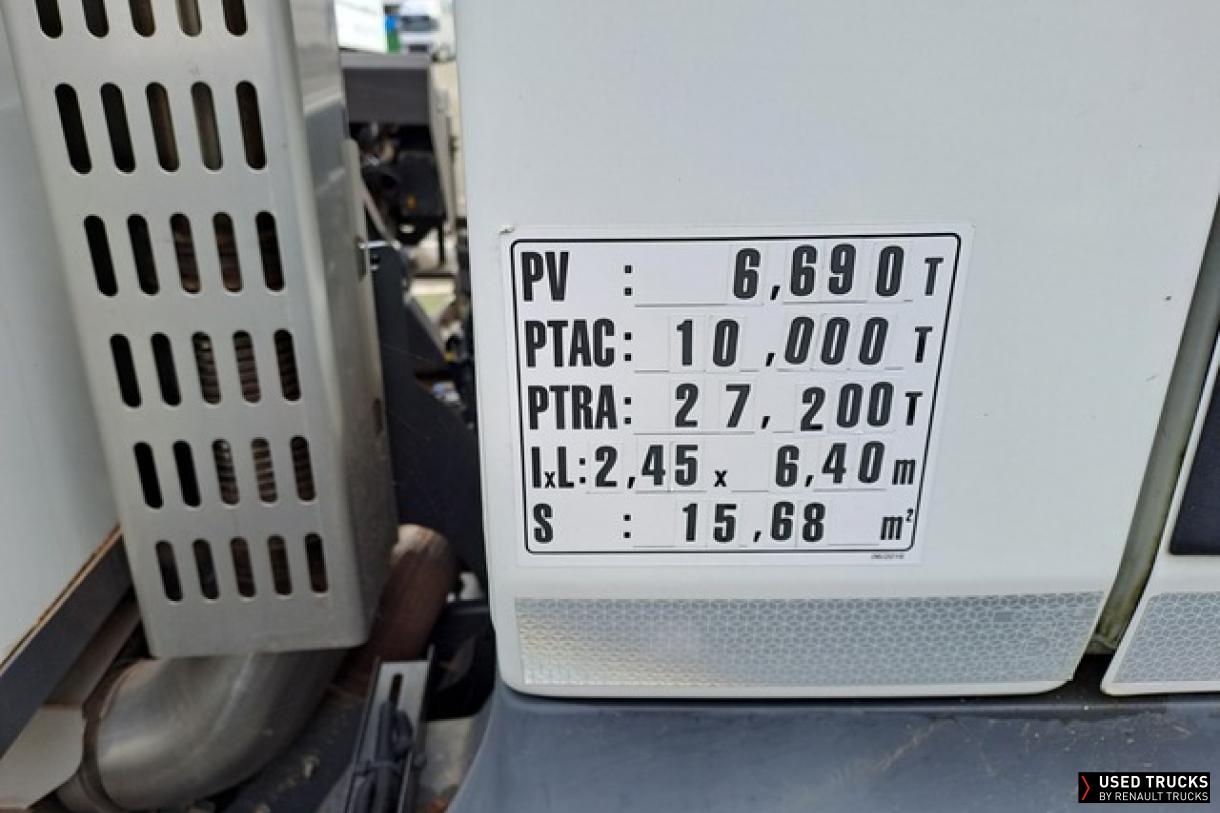 PV : 6,690 T
PTAC: 10,000 T
PTRA: 27,200 T
IxL: 2,45 x 6,40 m
S : 15,68 m²
USED TRUCKS
BY RENAULT TRUCKS